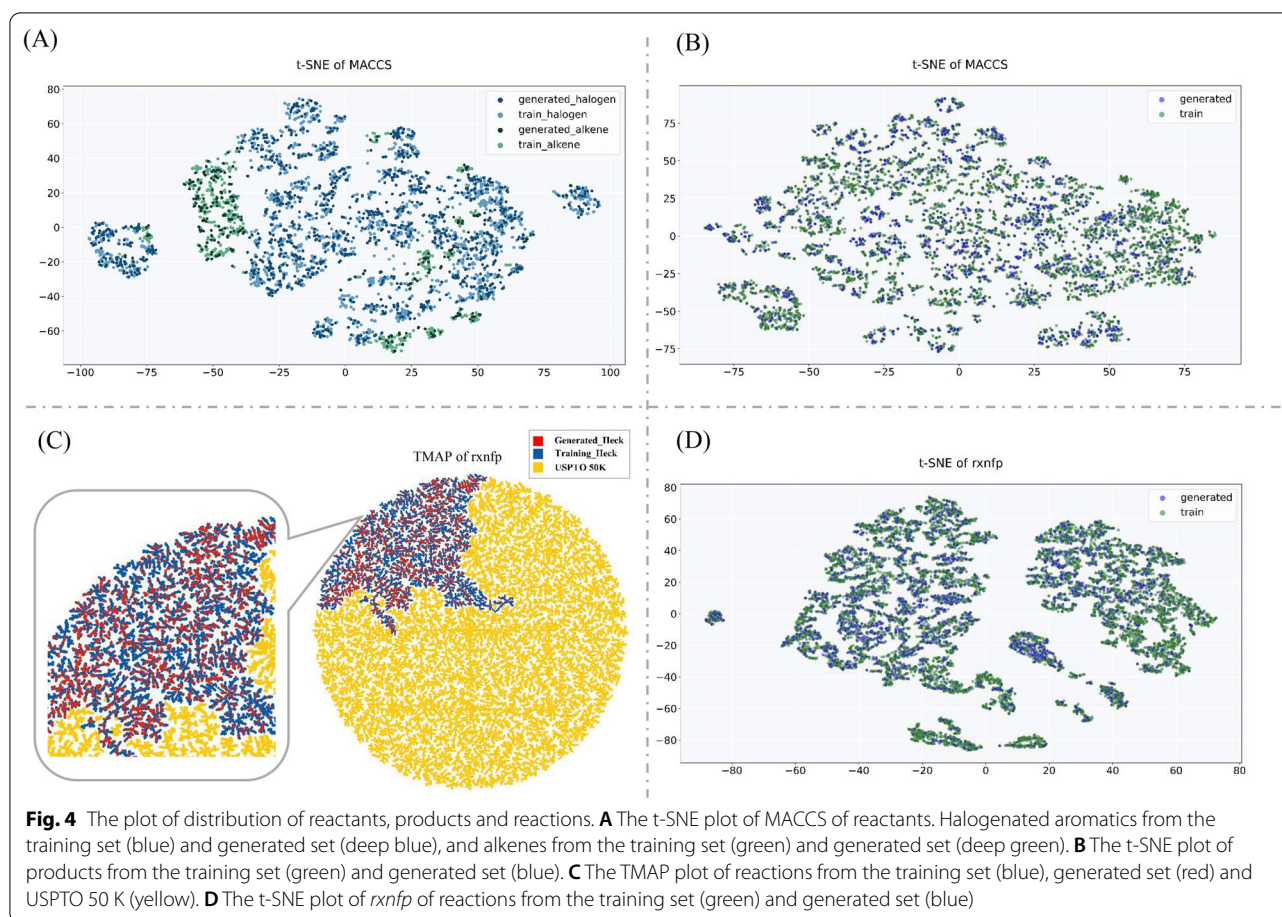 (A)
t-SNE of MACCS
generated_halogen
train_halogen
generated_alkene
train_alkene
80
60
40
20
0
−20
−40
−60
−100 −75 −50 −25 0 25 50 75 100
(B)
t-SNE of MACCS
generated
train
75
50
25
0
−25
−50
−75
−75 −50 −25 0 25 50 75
(C)
Generated_Heck
Training_Heck
USPTO 50K
TMAP of rxnfp
(D)
t-SNE of rxnfp
generated
train
80
60
40
20
0
−20
−40
−60
−80
−80 −60 −40 −20 0 20 40 60 80
Fig. 4 The plot of distribution of reactants, products and reactions. A The t-SNE plot of MACCS of reactants. Halogenated aromatics from the
training set (blue) and generated set (deep blue), and alkenes from the training set (green) and generated set (deep green). B The t-SNE plot of
products from the training set (green) and generated set (blue). C The TMAP plot of reactions from the training set (blue), generated set (red) and
USPTO 50 K (yellow). D The t-SNE plot of rxnfp of reactions from the training set (green) and generated set (blue)